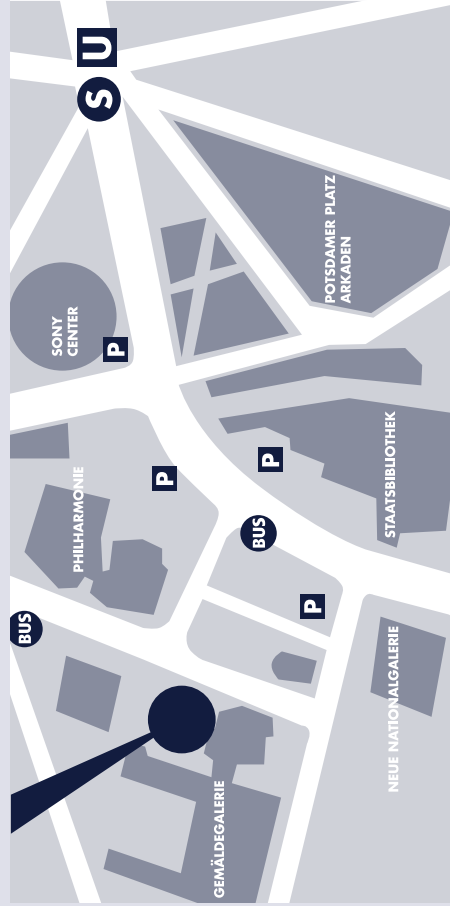 U
S
POTSDAMER PLATZ
ARKADEN
SONY
CENTER
P
P
P
STAATSBIBLIOTHEK
PHILHARMONIE
BUS
P
BUS
NEUE NATIONALGALERIE
GEMÄLDEGALERIE